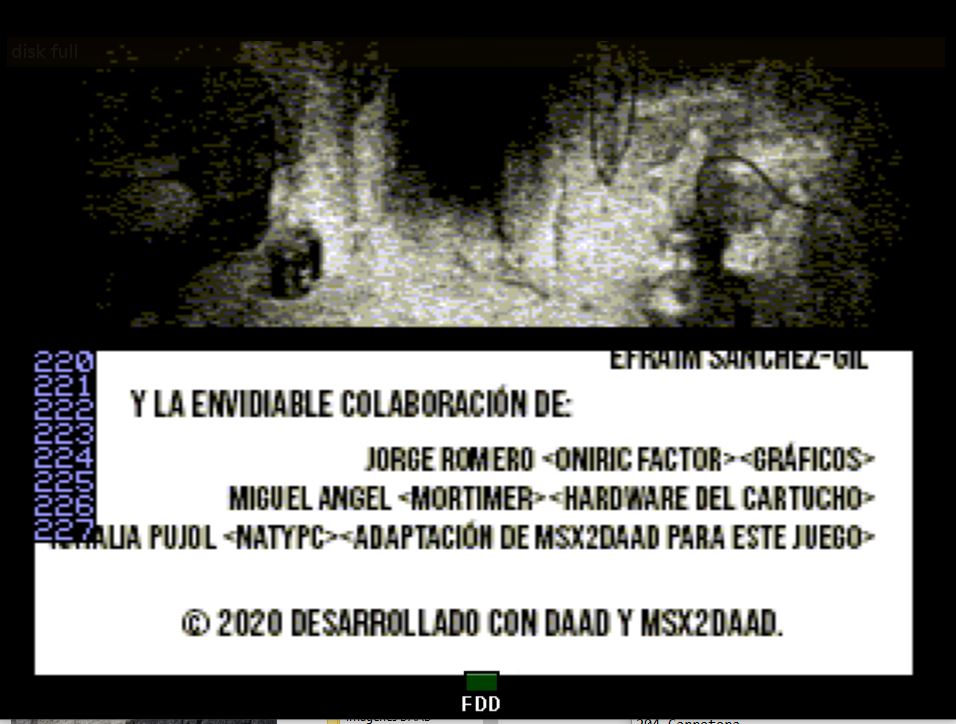 disk full
220
EFRAIM SANCHEZ-GIL
221
222
Y LA ENVIDIABLE COLABORACIÓN DE:
223
224
JORGE ROMERO <ONIRIC FACTOR><GRÁFICOS>
225
226
MIGUEL ANGEL <MORTIMER><HARDWARE DEL CARTUCHO>
227
PUJOL <NATYPC><ADAPTACIÓN DE MSX2DAAD PARA ESTE JUEGO>
© 2020 DESARROLLADO CON DAAD Y MSX2DAAD.
FDD